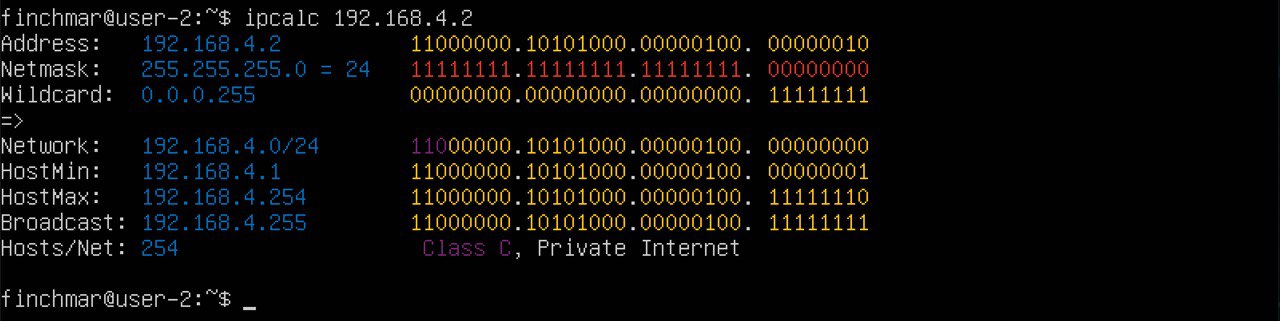 finchmar@user-2:~$ ipcalc 192.168.4.2
Address:   192.168.4.2          11000000.10101000.00000100. 00000010
Netmask:   255.255.255.0 = 24   11111111.11111111.11111111. 00000000
Wildcard:  0.0.0.255            00000000.00000000.00000000. 11111111
=>
Network:   192.168.4.0/24       11000000.10101000.00000100. 00000000
HostMin:   192.168.4.1          11000000.10101000.00000100. 00000001
HostMax:   192.168.4.254        11000000.10101000.00000100. 11111110
Broadcast: 192.168.4.255        11000000.10101000.00000100. 11111111
Hosts/Net: 254                   Class C, Private Internet
finchmar@user-2:~$ _